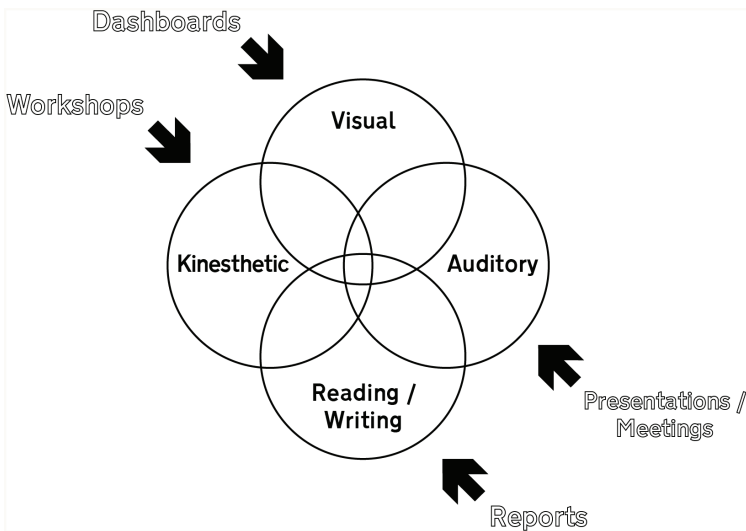 Dashboards
Workshops
Visual
Kinesthetic
Auditory
Reading /
Writing
Presentations /
Meetings
Reports